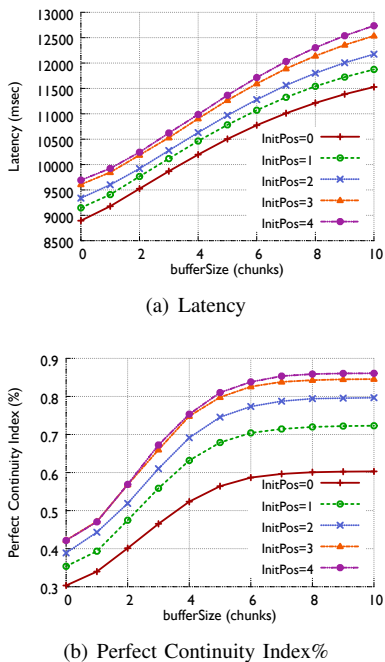 13000
12500
12000
11500
11000
10500
10000
9500
9000
8500
Latency (msec)
InitPos=0
InitPos=1
InitPos=2
InitPos=3
InitPos=4
0 2 4 6 8 10
bufferSize (chunks)
(a) Latency
0.9
0.8
0.7
0.6
0.5
0.4
0.3
Perfect Continuity Index (%)
InitPos=0
InitPos=1
InitPos=2
InitPos=3
InitPos=4
0 2 4 6 8 10
bufferSize (chunks)
(b) Perfect Continuity Index%